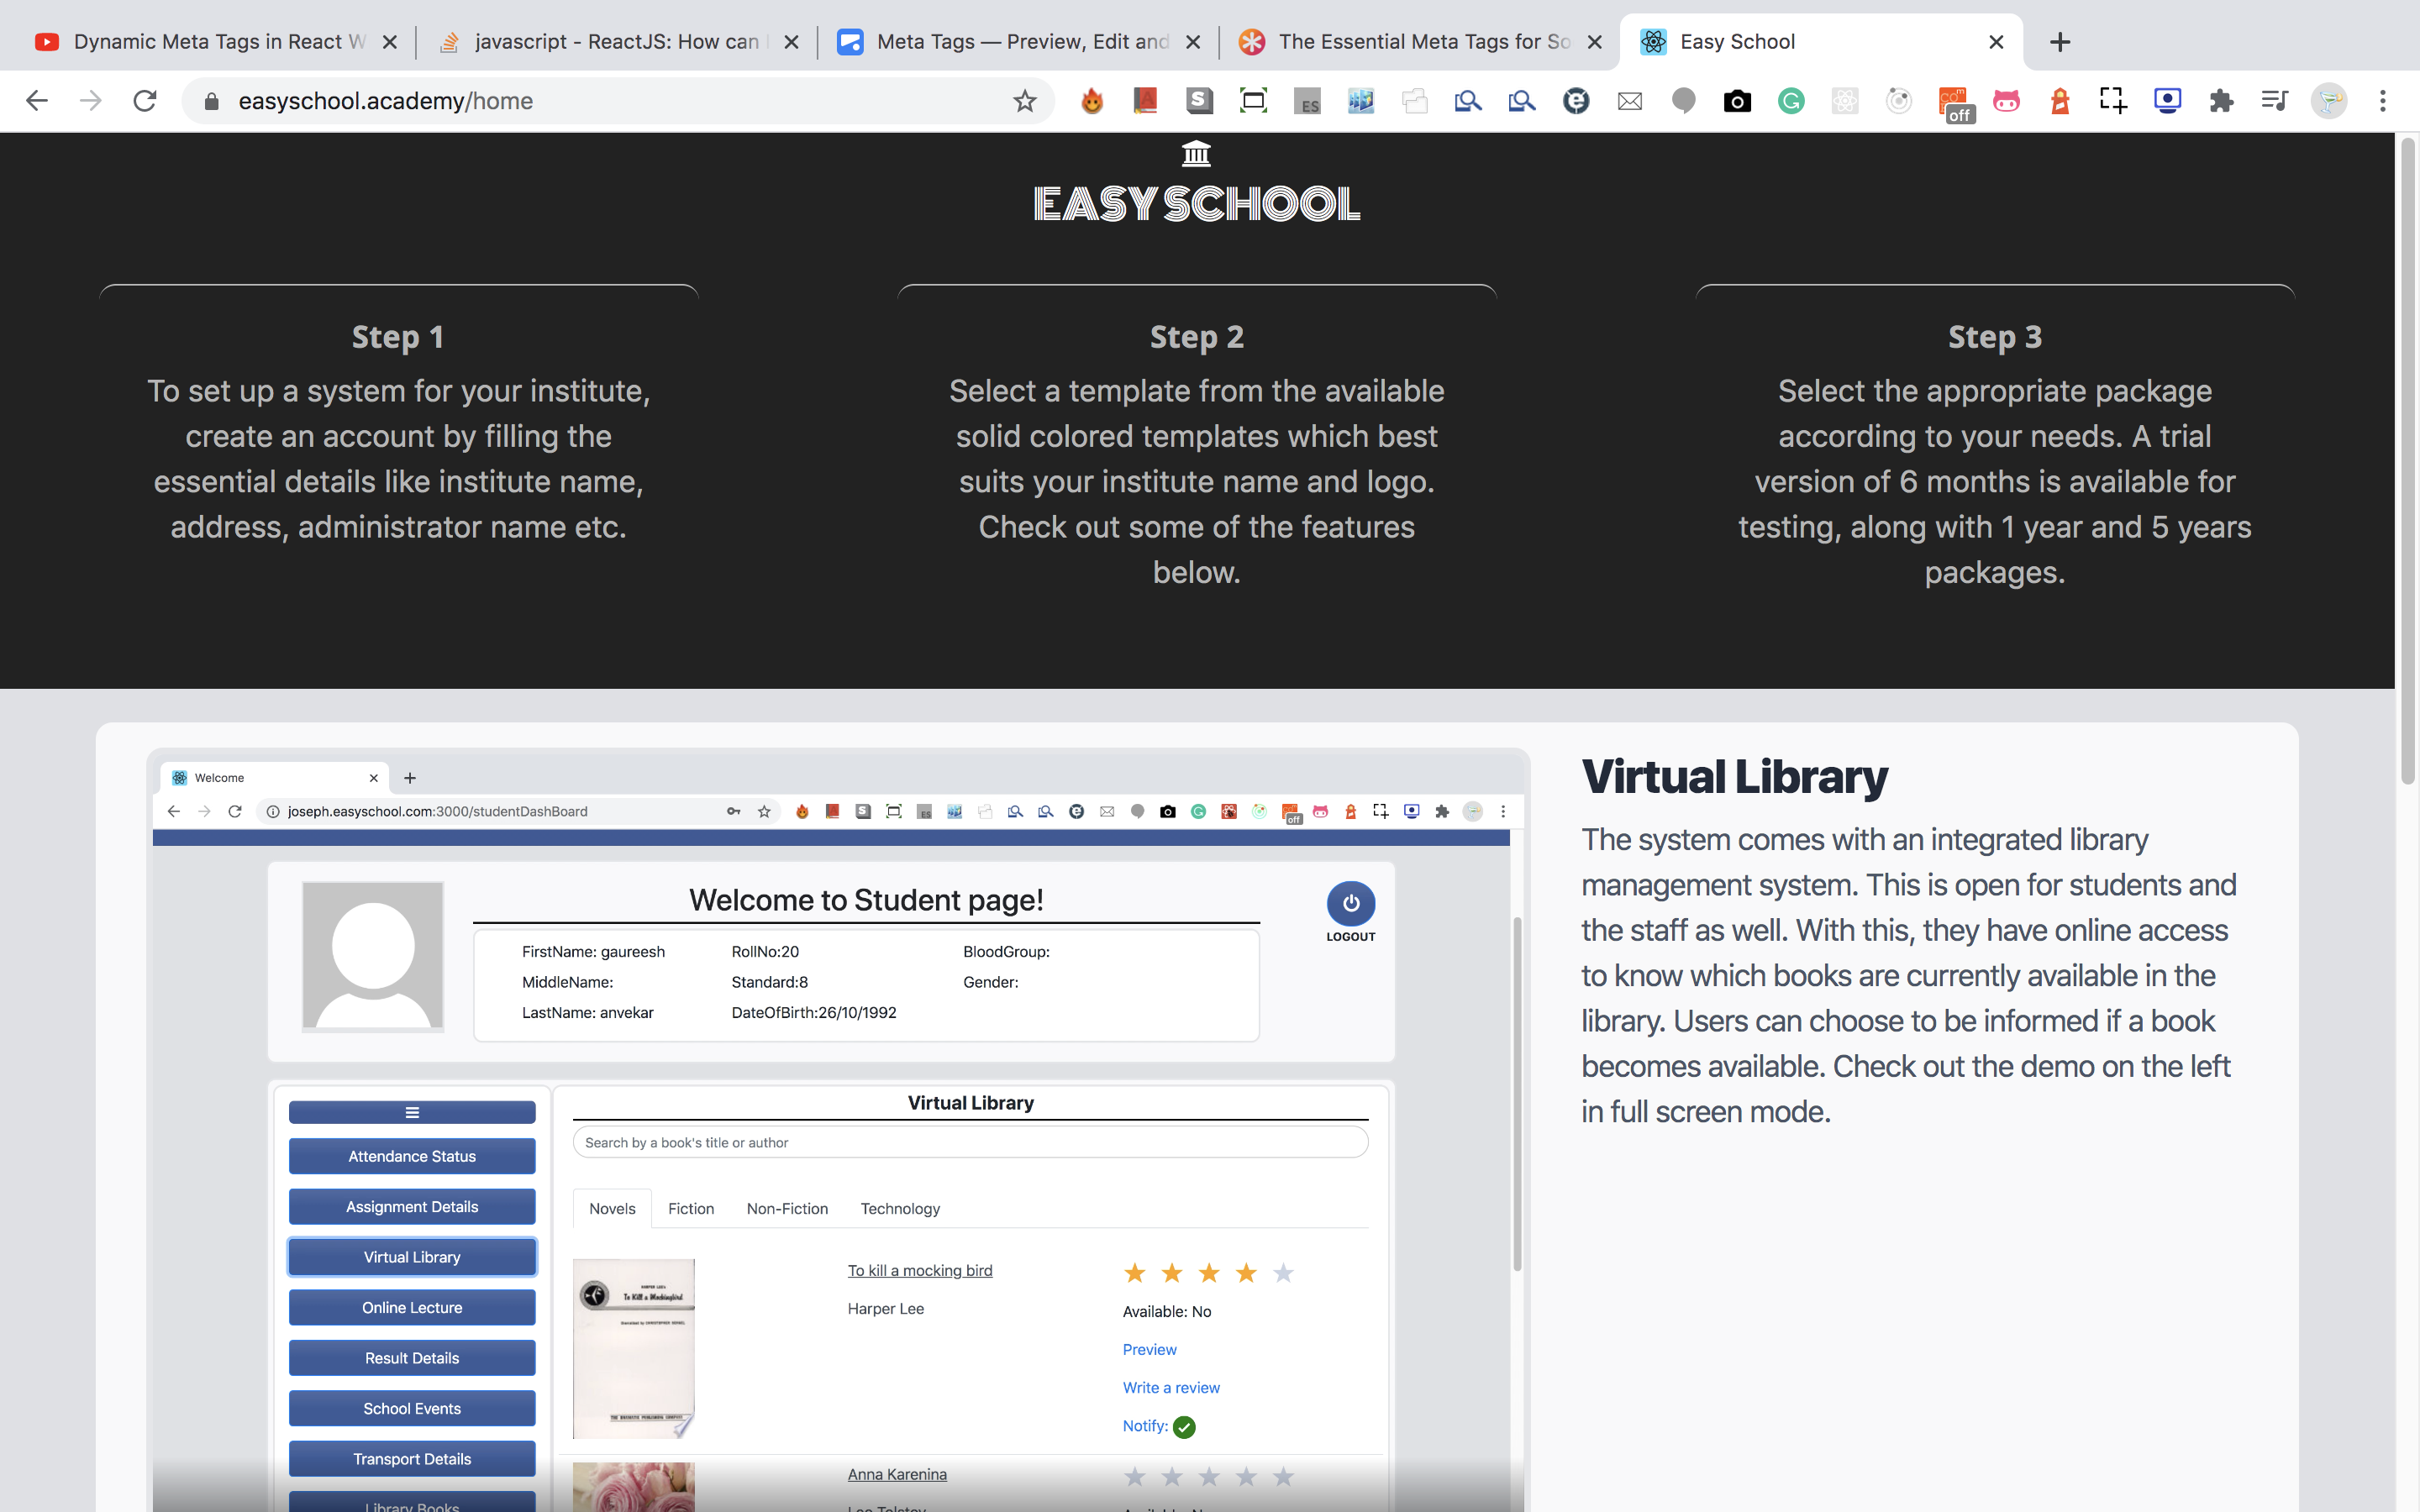 Dynamic Meta Tags in React W
javascript - ReactJS: How can
Meta Tags — Preview, Edit and
The Essential Meta Tags for So
Easy School
easyschool.academy/home
ES
off
EASY SCHOOL
Step 1
To set up a system for your institute,
create an account by filling the
essential details like institute name,
address, administrator name etc.
Step 2
Select a template from the available
solid colored templates which best
suits your institute name and logo.
Check out some of the features
below.
Step 3
Select the appropriate package
according to your needs. A trial
version of 6 months is available for
testing, along with 1 year and 5 years
packages.
Welcome
joseph.easyschool.com:3000/studentDashBoard
off
Welcome to Student page!
LOGOUT
FirstName: gaureesh
RollNo:20
BloodGroup:
MiddleName:
Standard:8
Gender:
LastName: anvekar
DateOfBirth:26/10/1992
Attendance Status
Assignment Details
Virtual Library
Online Lecture
Result Details
School Events
Transport Details
Library Books
Virtual Library
Search by a book's title or author
Novels
Fiction
Non-Fiction
Technology
To Kill a Mockingbird
To kill a mocking bird
Harper Lee
Available: No
Preview
Write a review
Notify:
Anna Karenina
Leo Tolstoy
Virtual Library
The system comes with an integrated library
management system. This is open for students and
the staff as well. With this, they have online access
to know which books are currently available in the
library. Users can choose to be informed if a book
becomes available. Check out the demo on the left
in full screen mode.